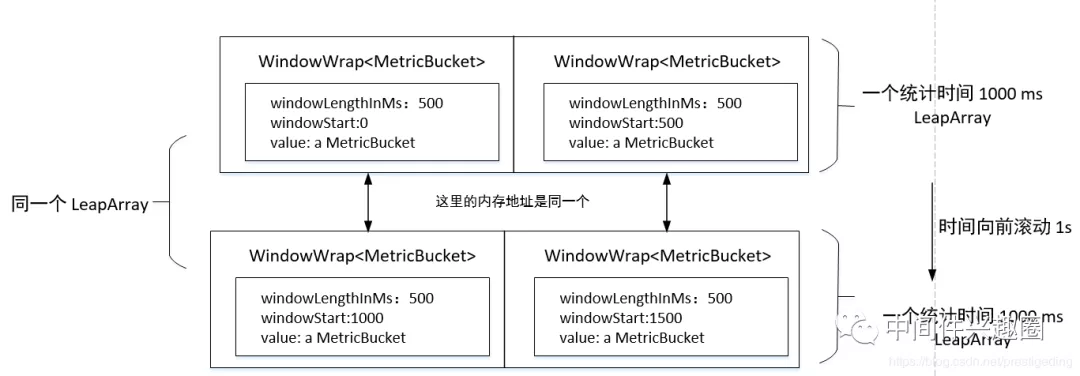 WindowWrap<MetricBucket>
windowLengthInMs：500
windowStart:0
value: a MetricBucket
WindowWrap<MetricBucket>
windowLengthInMs：500
windowStart:500
value: a MetricBucket
一个统计时间 1000 ms
LeapArray
同一个 LeapArray
这里的内存地址是同一个
时间向前滚动 1s
WindowWrap<MetricBucket>
windowLengthInMs：500
windowStart:1000
value: a MetricBucket
WindowWrap<MetricBucket>
windowLengthInMs：500
windowStart:1500
value: a MetricBucket
一个统计时间 1000 ms
LeapArray
中间件兴趣圈
https://blog.csdn.net/prestigeding